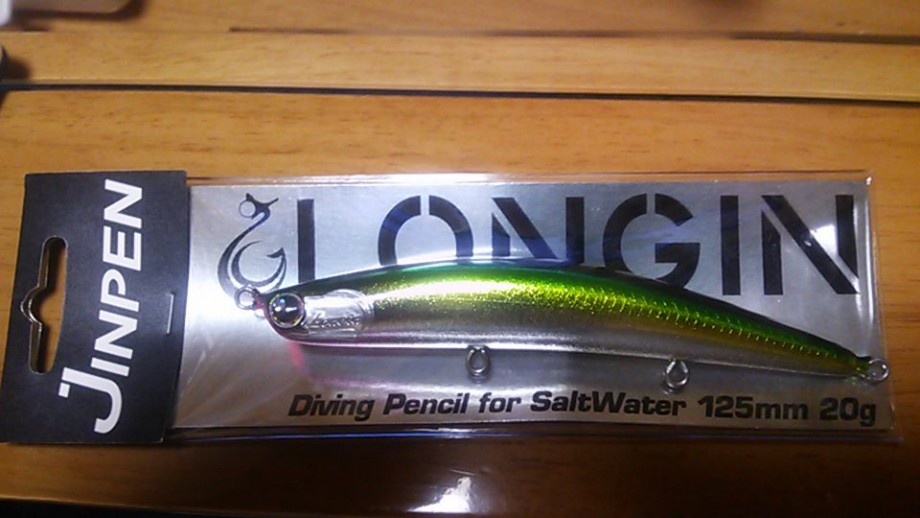 JINPEN
LONGIN
Diving Pencil for SaltWater 125mm 20g